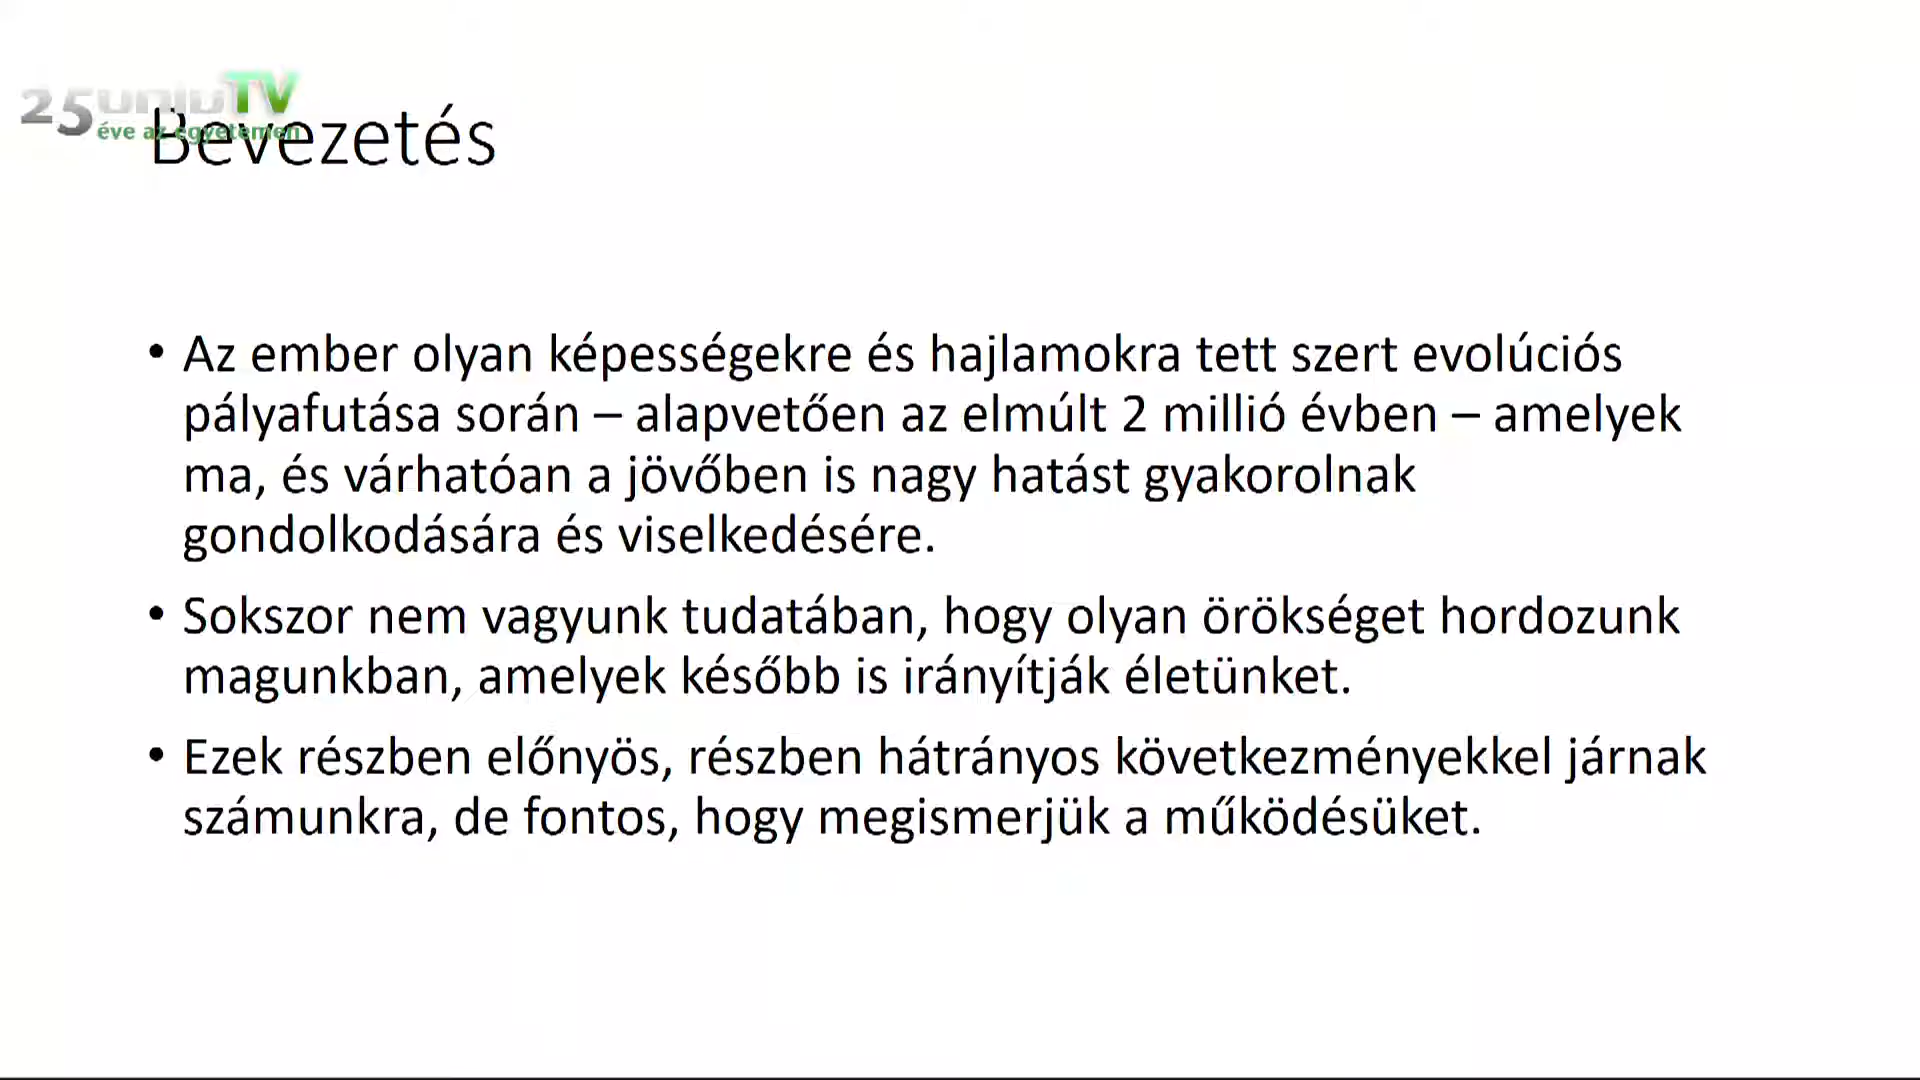 25 univTV
éve az egyetemen
Bevezetés
• Az ember olyan képességekre és hajlamokra tett szert evolúciós
pályafutása során – alapvetően az elmúlt 2 millió évben – amelyek
ma, és várhatóan a jövőben is nagy hatást gyakorolnak
gondolkodására és viselkedésére.
• Sokszor nem vagyunk tudatában, hogy olyan örökséget hordozunk
magunkban, amelyek később is irányítják életünket.
• Ezek részben előnyös, részben hátrányos következményekkel járnak
számunkra, de fontos, hogy megismerjük a működésüket.